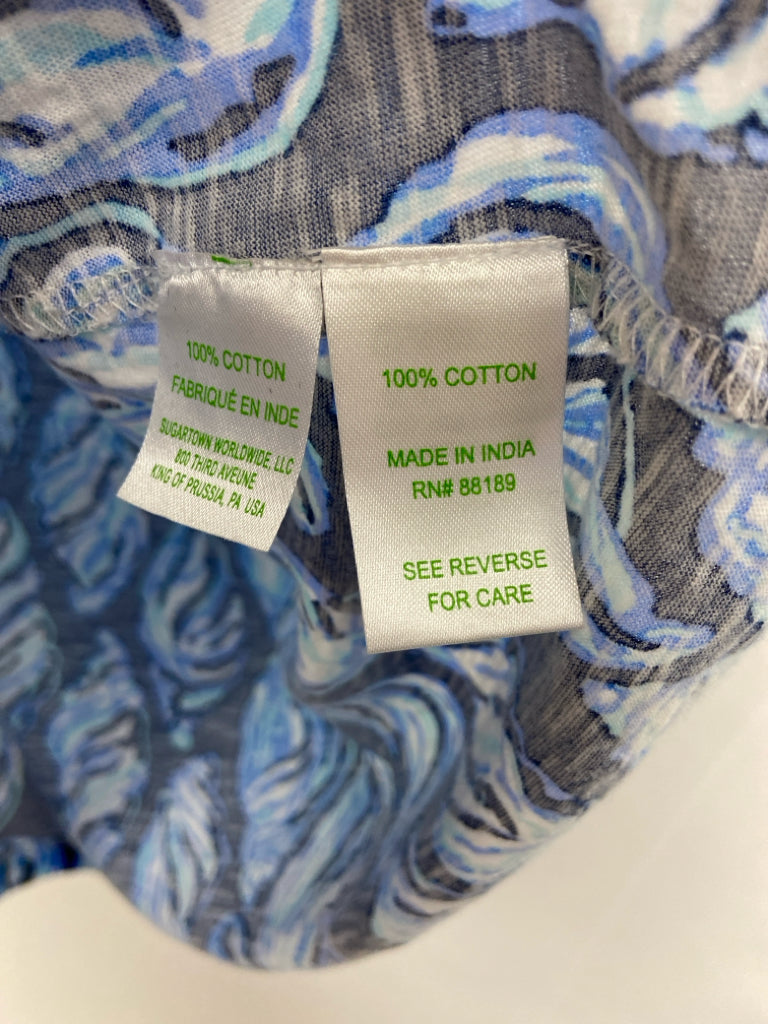 100% COTTON
FABRIQUÉ EN INDE
SUGARTOWN WORLDWIDE, LLC
800 THIRD AVEUNE
KING OF PRUSSIA, PA USA
100% COTTON
MADE IN INDIA
RN# 88189
SEE REVERSE
FOR CARE